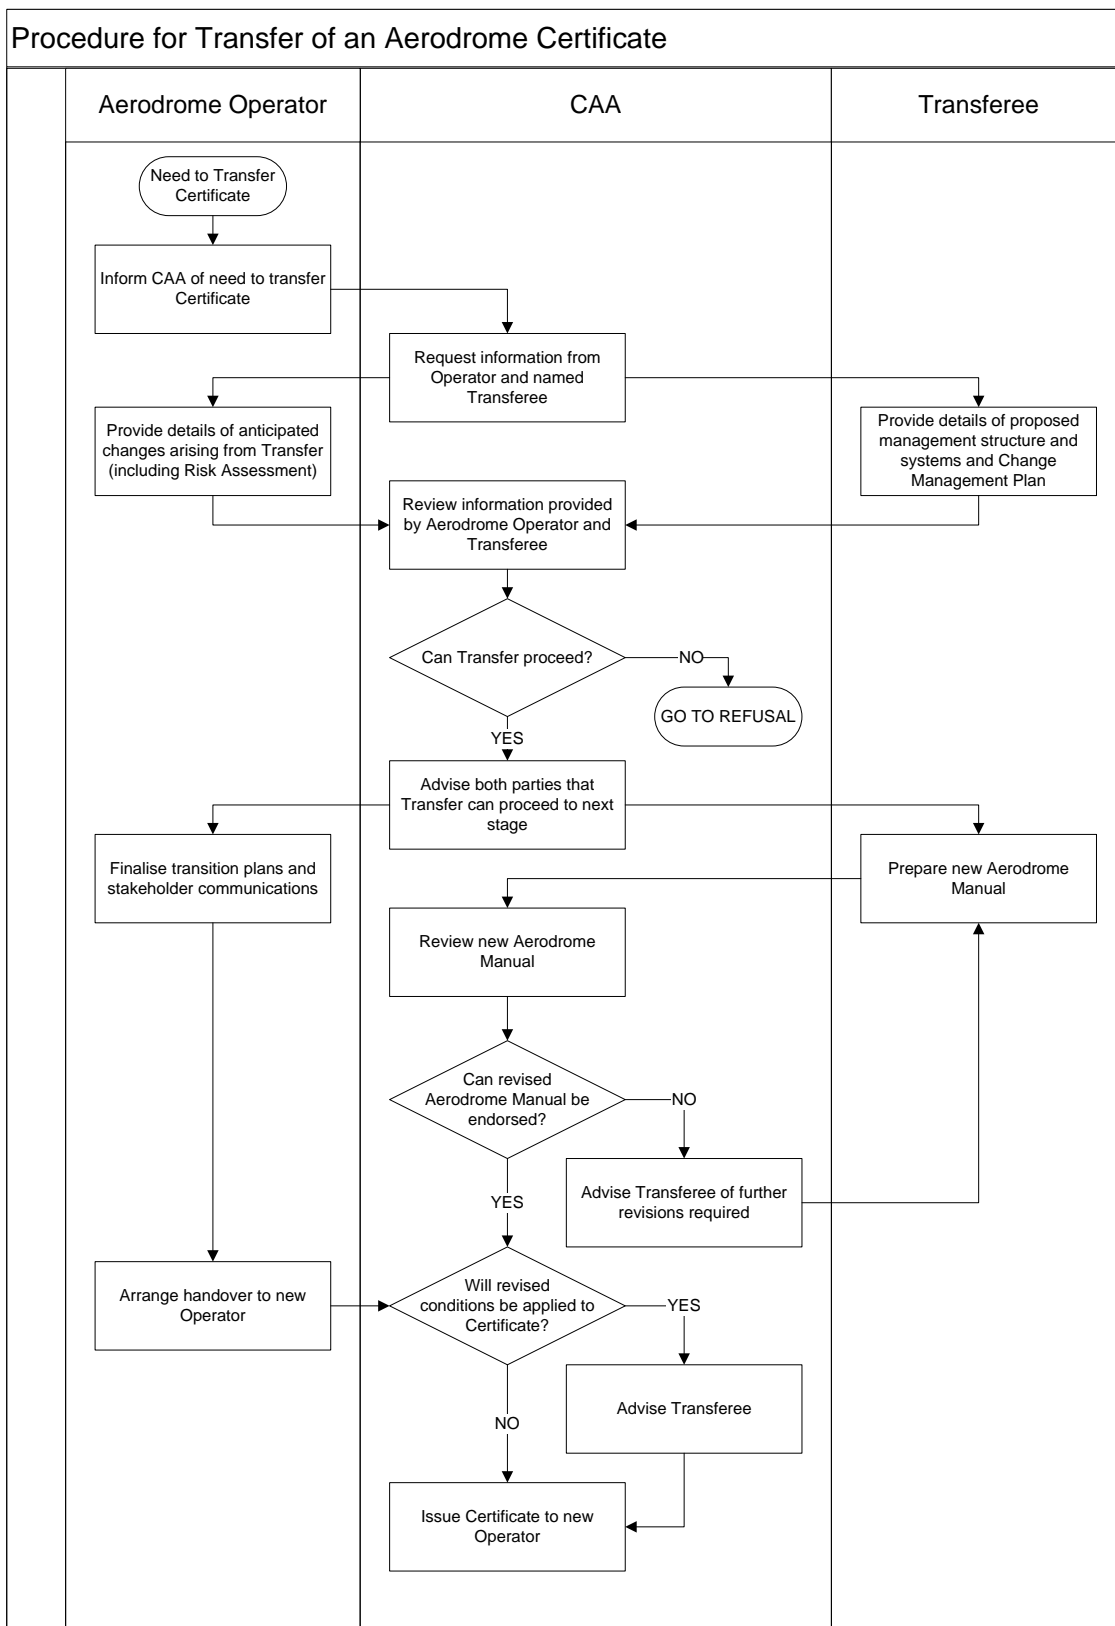 Procedure for Transfer of an Aerodrome Certificate
Aerodrome Operator
CAA
Transferee
Need to Transfer
Certificate
Inform CAA of need to transfer
Certificate
Request information from
Operator and named
Transferee
Provide details of anticipated
changes arising from Transfer
(including Risk Assessment)
Provide details of proposed
management structure and
systems and Change
Management Plan
Review information provided
by Aerodrome Operator and
Transferee
Can Transfer proceed?
NO
GO TO REFUSAL
YES
Advise both parties that
Transfer can proceed to next
stage
Finalise transition plans and
stakeholder communications
Prepare new Aerodrome
Manual
Review new Aerodrome
Manual
Can revised
Aerodrome Manual be
endorsed?
NO
Advise Transferee of further
revisions required
YES
Arrange handover to new
Operator
Will revised
conditions be applied to
Certificate?
YES
Advise Transferee
NO
Issue Certificate to new
Operator